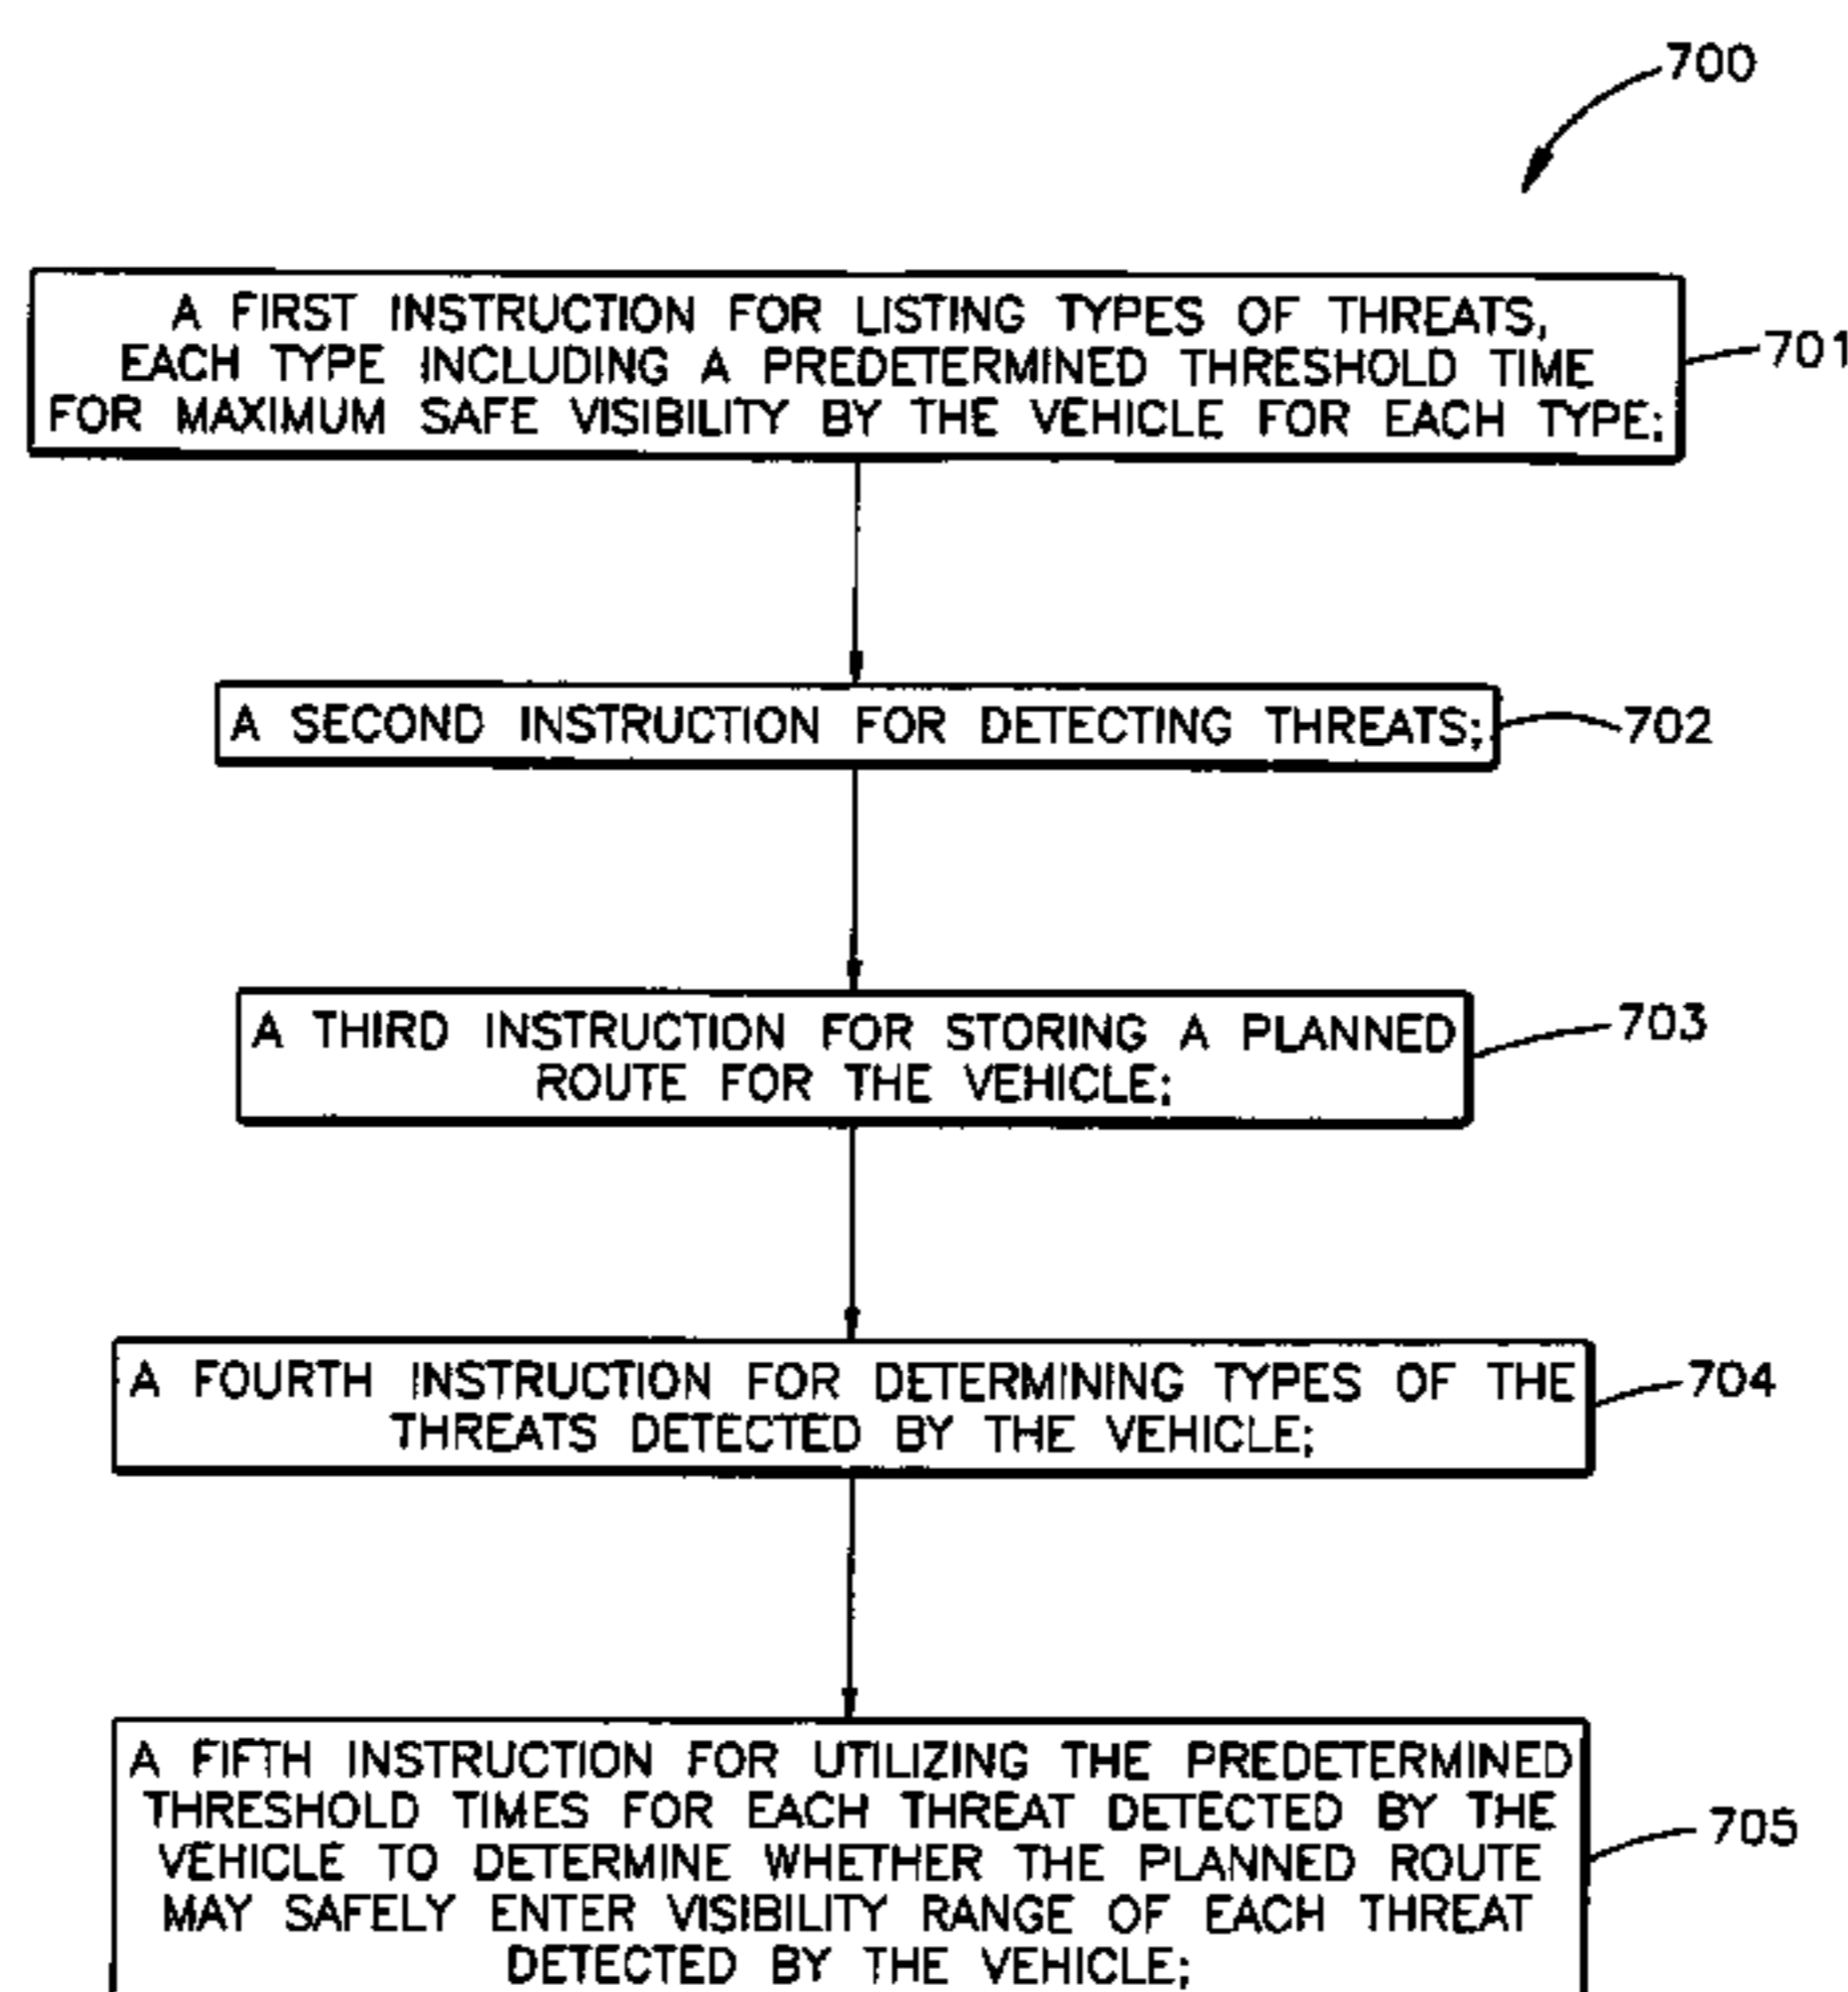 700
A FIRST INSTRUCTION FOR LISTING TYPES OF THREATS,
EACH TYPE INCLUDING A PREDETERMINED THRESHOLD TIME
FOR MAXIMUM SAFE VISIBILITY BY THE VEHICLE FOR EACH TYPE;
701
A SECOND INSTRUCTION FOR DETECTING THREATS;
702
A THIRD INSTRUCTION FOR STORING A PLANNED
ROUTE FOR THE VEHICLE;
703
A FOURTH INSTRUCTION FOR DETERMINING TYPES OF THE
THREATS DETECTED BY THE VEHICLE;
704
A FIFTH INSTRUCTION FOR UTILIZING THE PREDETERMINED
THRESHOLD TIMES FOR EACH THREAT DETECTED BY THE
VEHICLE TO DETERMINE WHETHER THE PLANNED ROUTE
MAY SAFELY ENTER VISIBILITY RANGE OF EACH THREAT
DETECTED BY THE VEHICLE;
705